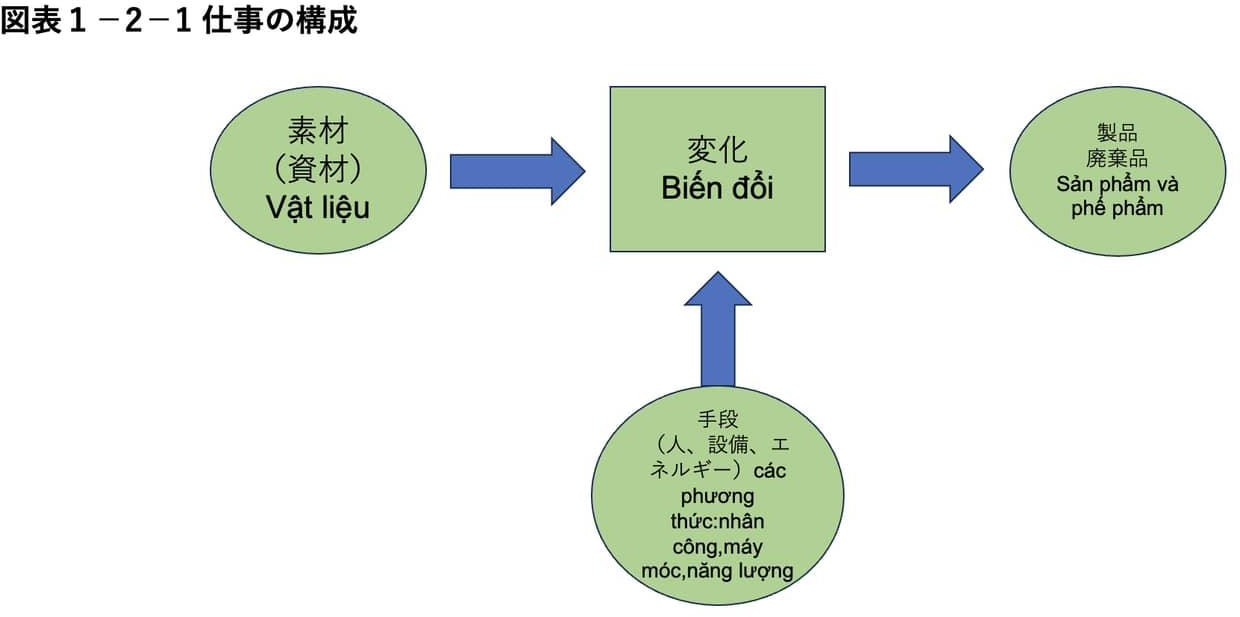 図表１－2－1 仕事の構成
素材
（資材）
Vật liệu
変化
Biến đổi
製品
廃棄品
Sản phẩm và
phế phẩm
手段
（人、設備、エ
ネルギー）các
phương
thức:nhân
công,máy
móc,năng lượng